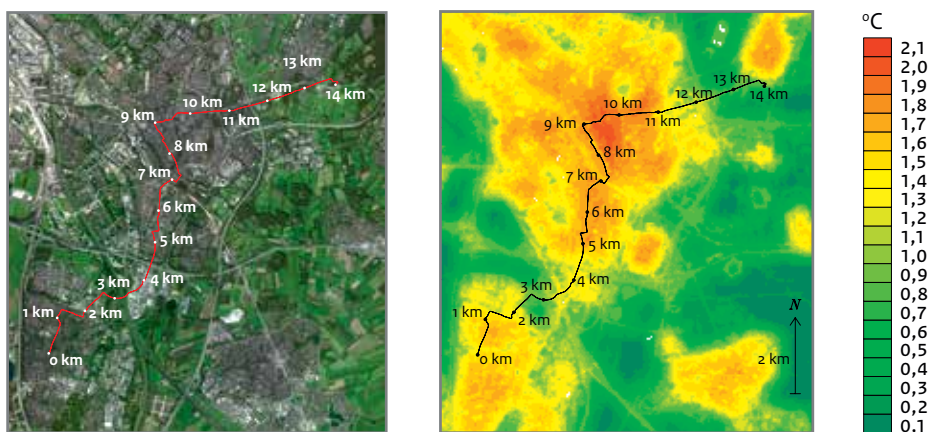 13 km
14 km
12 km
10 km
11 km
9 km
8 km
7 km
6 km
5 km
4 km
3 km
2 km
1 km
0 km
13 km
14 km
12 km
10 km
11 km
9 km
8 km
7 km
6 km
5 km
4 km
3 km
2 km
1 km
0 km
N
2 km
°C
2,1
2,0
1,9
1,8
1,7
1,6
1,5
1,4
1,3
1,2
1,1
1,0
0,9
0,8
0,7
0,6
0,5
0,4
0,3
0,2
0,1